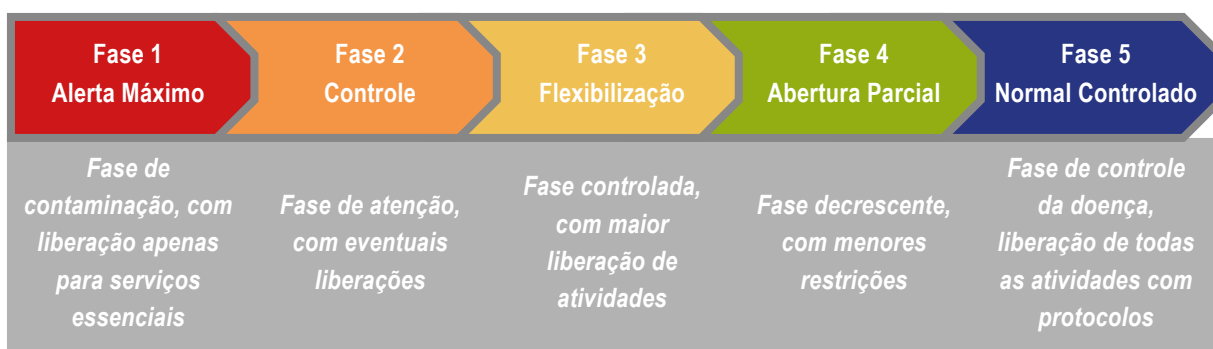 Fase 1
Alerta Máximo
Fase 2
Controle
Fase 3
Flexibilização
Fase 4
Abertura Parcial
Fase 5
Normal Controlado
Fase de
contaminação, com
liberação apenas
para serviços
essenciais
Fase de atenção,
com eventuais
liberações
Fase controlada,
com maior
liberação de
atividades
Fase decrescente,
com menores
restrições
Fase de controle
da doença,
liberação de todas
as atividades com
protocolos